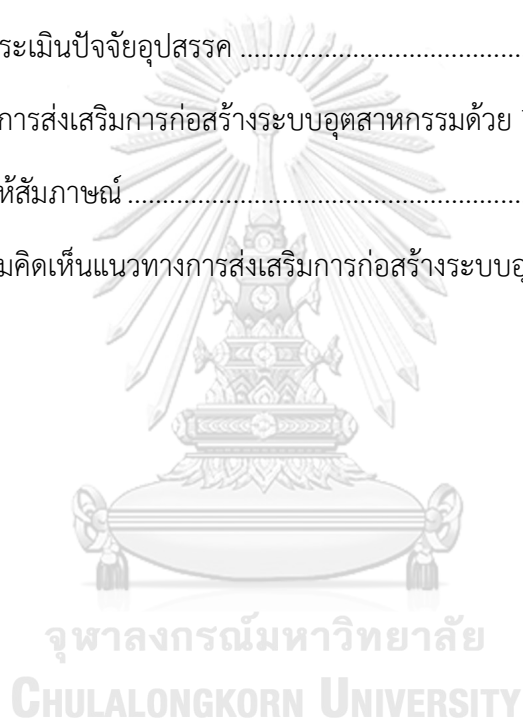 ระเมินปัจจัยอุปสรรค ..........................................
การส่งเสริมการก่อสร้างระบบอุตสาหกรรมด้วย
ห้สัมภาษณ์ ..........................................................
มคิดเห็นแนวทางการส่งเสริมการก่อสร้างระบบอุ
จุฬาลงกรณ์มหาวิทยาลัย
CHULALONGKORN UNIVERSITY